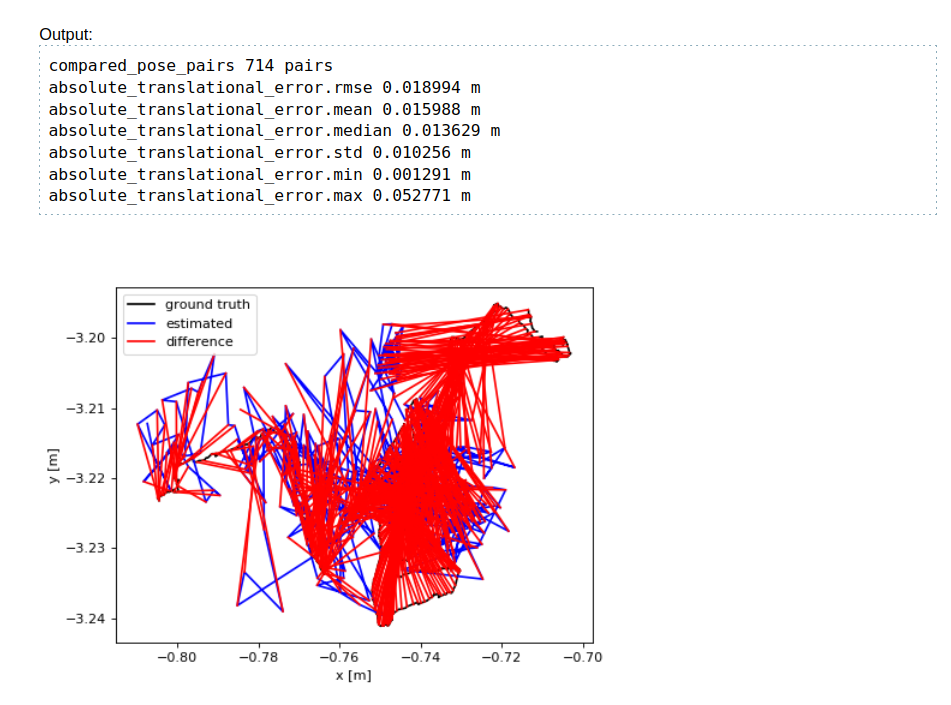 Output:
compared_pose_pairs 714 pairs
absolute_translational_error.rmse 0.018994 m
absolute_translational_error.mean 0.015988 m
absolute_translational_error.median 0.013629 m
absolute_translational_error.std 0.010256 m
absolute_translational_error.min 0.001291 m
absolute_translational_error.max 0.052771 m
ground truth
estimated
difference
−3.20
−3.21
−3.22
−3.23
−3.24
y [m]
−0.80 −0.78 −0.76 −0.74 −0.72 −0.70
x [m]